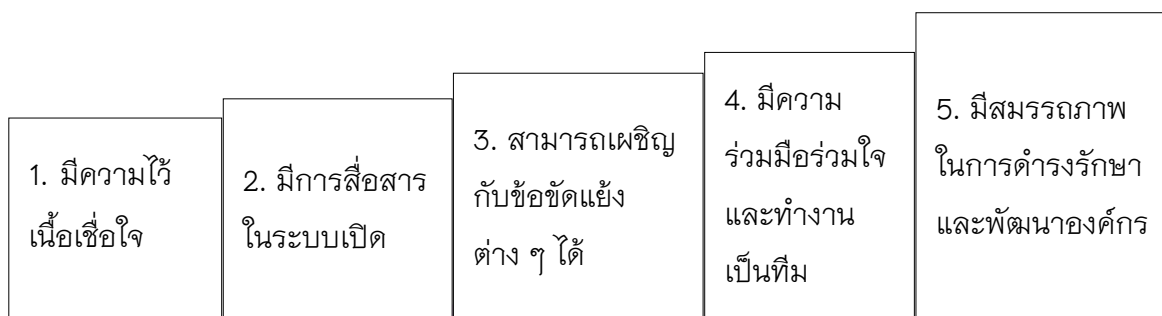 1. มีความไว้
เนื้อเชื่อใจ
2. มีการสื่อสาร
ในระบบเปิด
3. สามารถเผชิญ
กับข้อขัดแย้ง
ต่าง ๆ ได้
4. มีความ
ร่วมมือร่วมใจ
และทำงาน
เป็นทีม
5. มีสมรรถภาพ
ในการดำรงรักษา
และพัฒนาองค์กร